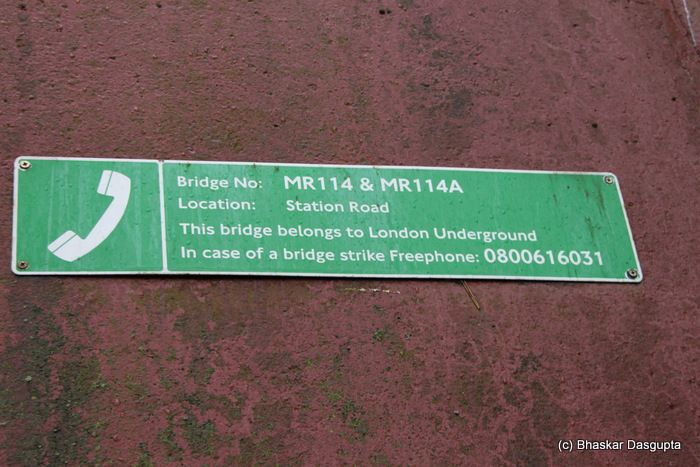 Bridge No: MR114 & MR114A
Location: Station Road
This bridge belongs to London Underground
In case of a bridge strike Freephone: 0800616031
(c) Bhaskar Dasgupta